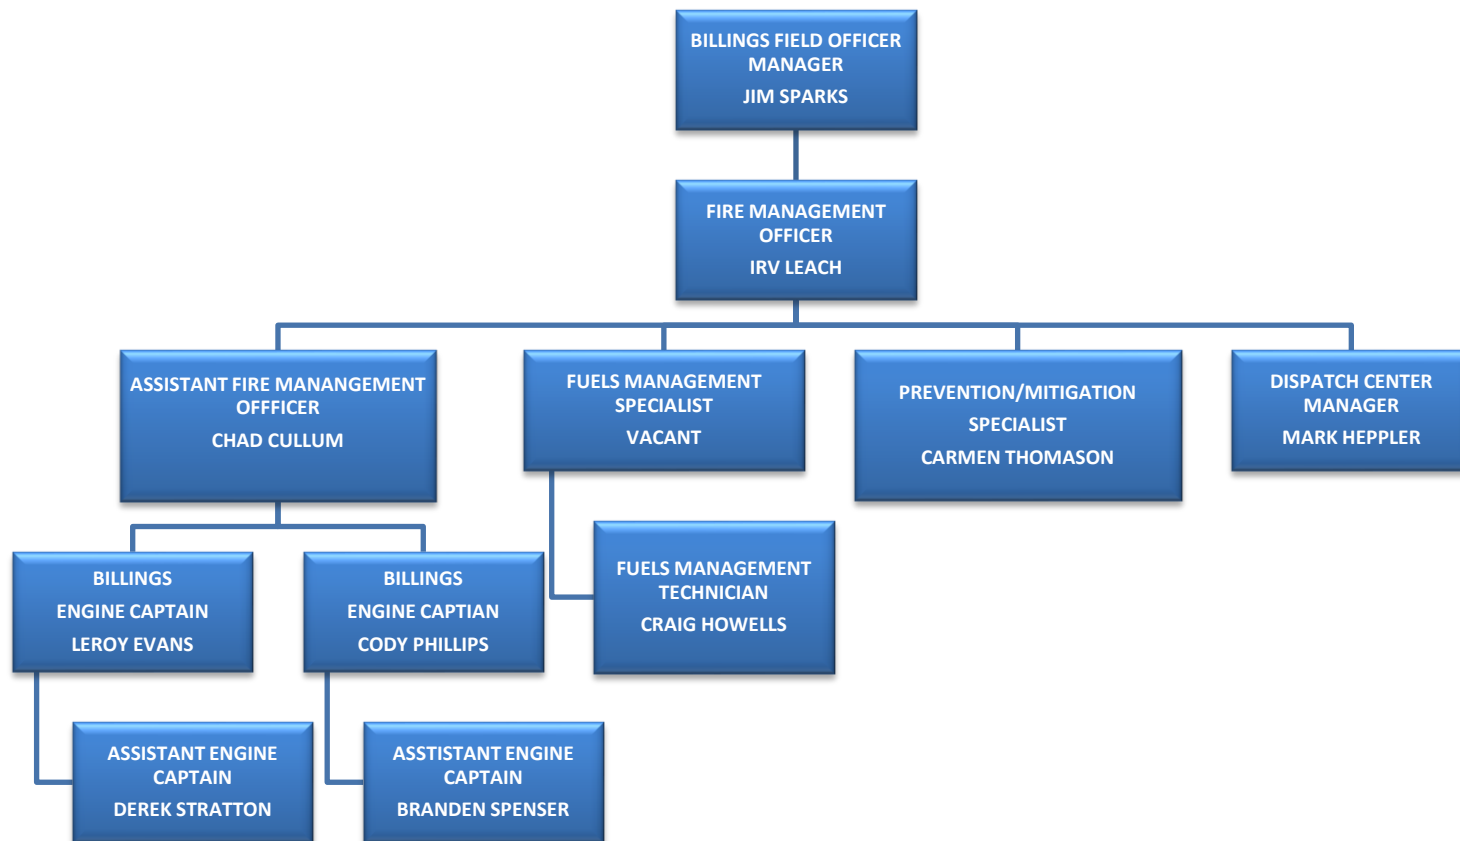 BILLINGS FIELD OFFICER
MANAGER
JIM SPARKS
FIRE MANAGEMENT
OFFICER
IRV LEACH
ASSISTANT FIRE MANANGEMENT
OFFFICER
CHAD CULLUM
FUELS MANAGEMENT
SPECIALIST
VACANT
PREVENTION/MITIGATION
SPECIALIST
CARMEN THOMASON
DISPATCH CENTER
MANAGER
MARK HEPPLER
BILLINGS
ENGINE CAPTAIN
LEROY EVANS
BILLINGS
ENGINE CAPTIAN
CODY PHILLIPS
FUELS MANAGEMENT
TECHNICIAN
CRAIG HOWELLS
ASSISTANT ENGINE
CAPTAIN
DEREK STRATTON
ASSTISTANT ENGINE
CAPTAIN
BRANDEN SPENSER